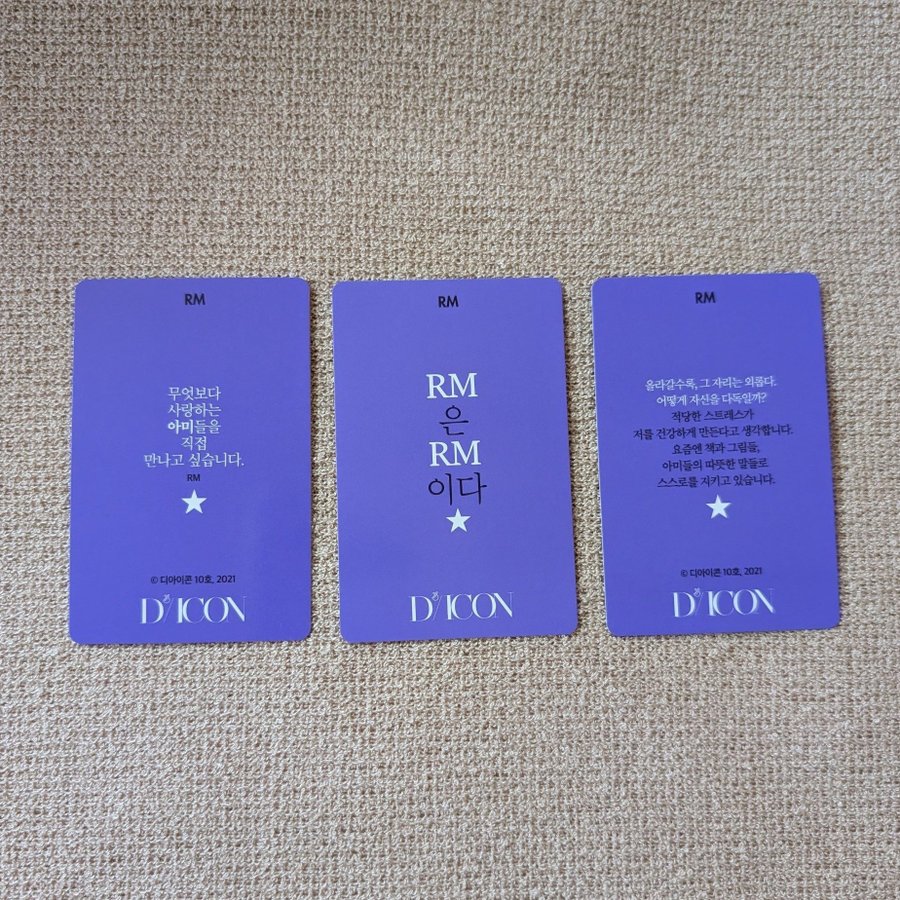 RM
무엇보다
사랑하는
아미들을
직접
만나고 싶습니다.
RM
© 디아이콘 10호, 2021
D/ICON
RM
RM
은
RM
이다
D/ICON
RM
올라갈수록, 그 자리는 외롭다.
어떻게 자신을 다독일까?
적당한 스트레스가
저를 건강하게 만든다고 생각합니다.
요즘엔 책과 그림들,
아미들의 따뜻한 말들로
스스로를 지키고 있습니다.
© 디아이콘 10호, 2021
D/ICON